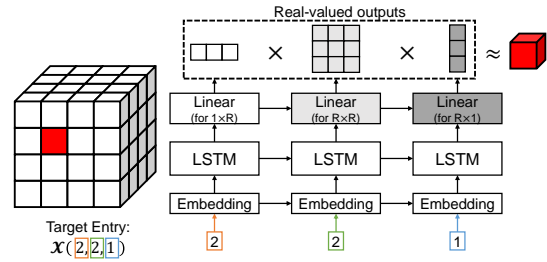 Real-valued outputs
× × ≈
Linear Linear Linear
(for 1×R) (for R×R) (for R×1)
LSTM LSTM LSTM
Embedding Embedding Embedding
Target Entry:
𝓧(2,2,1) 2 2 1